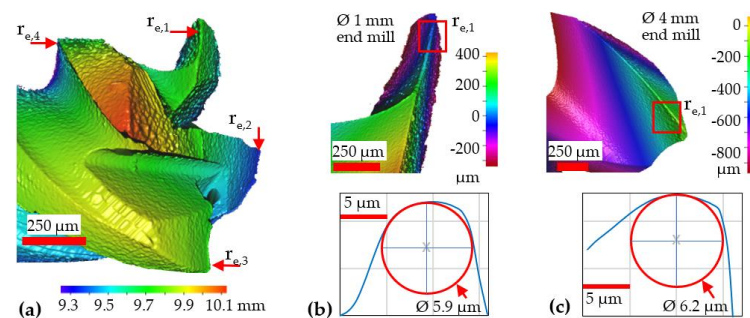 r_e,4
r_e,1
r_e,2
r_e,3
250 µm
9.3 9.5 9.7 9.9 10.1 mm
(a)
Ø 1 mm
end mill
r_e,1
400
200
0
-200
µm
250 µm
5 µm
Ø 5.9 µm
(b)
Ø 4 mm
end mill
r_e,1
0
-200
-400
-600
-800
µm
250 µm
5 µm
Ø 6.2 µm
(c)